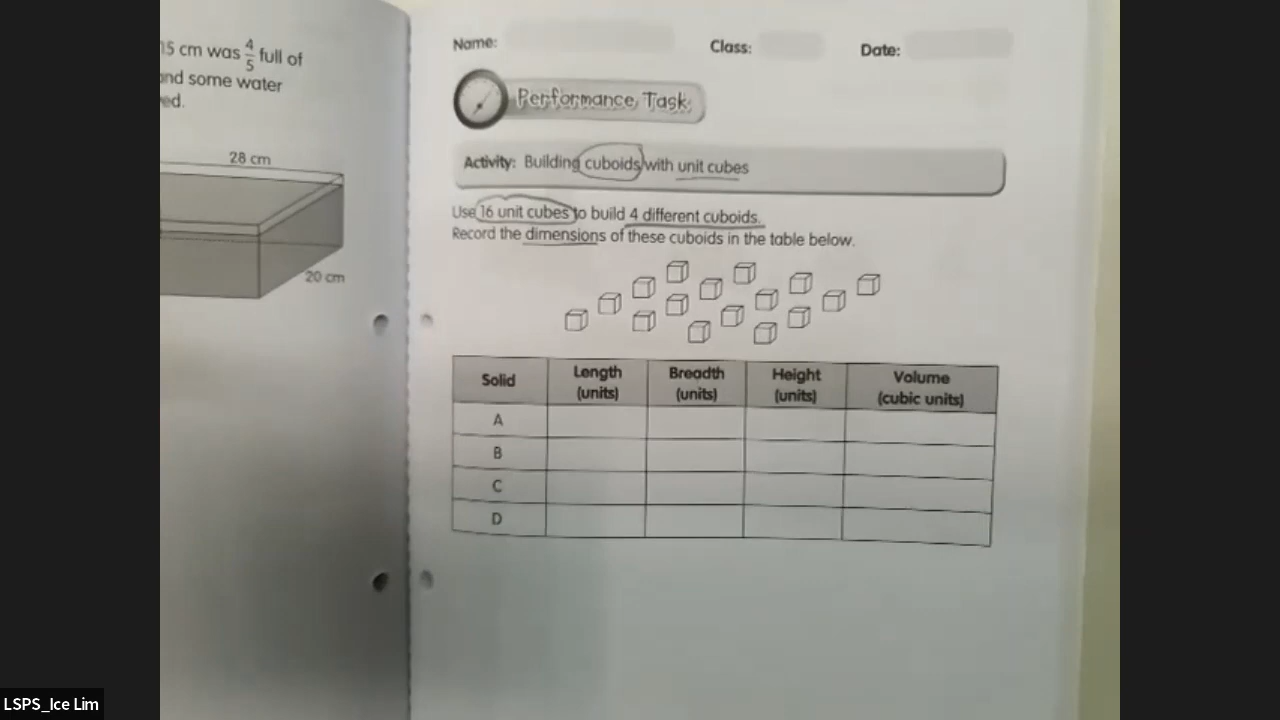 15 cm was 4/5 full of
and some water
ed.
28 cm
20 cm
Name:
Class:
Date:
Performance Task
Activity: Building cuboids with unit cubes
Use 16 unit cubes to build 4 different cuboids.
Record the dimensions of these cuboids in the table below.
Solid Length (units) Breadth (units) Height (units) Volume (cubic units)
A
B
C
D
LSPS_Ice Lim